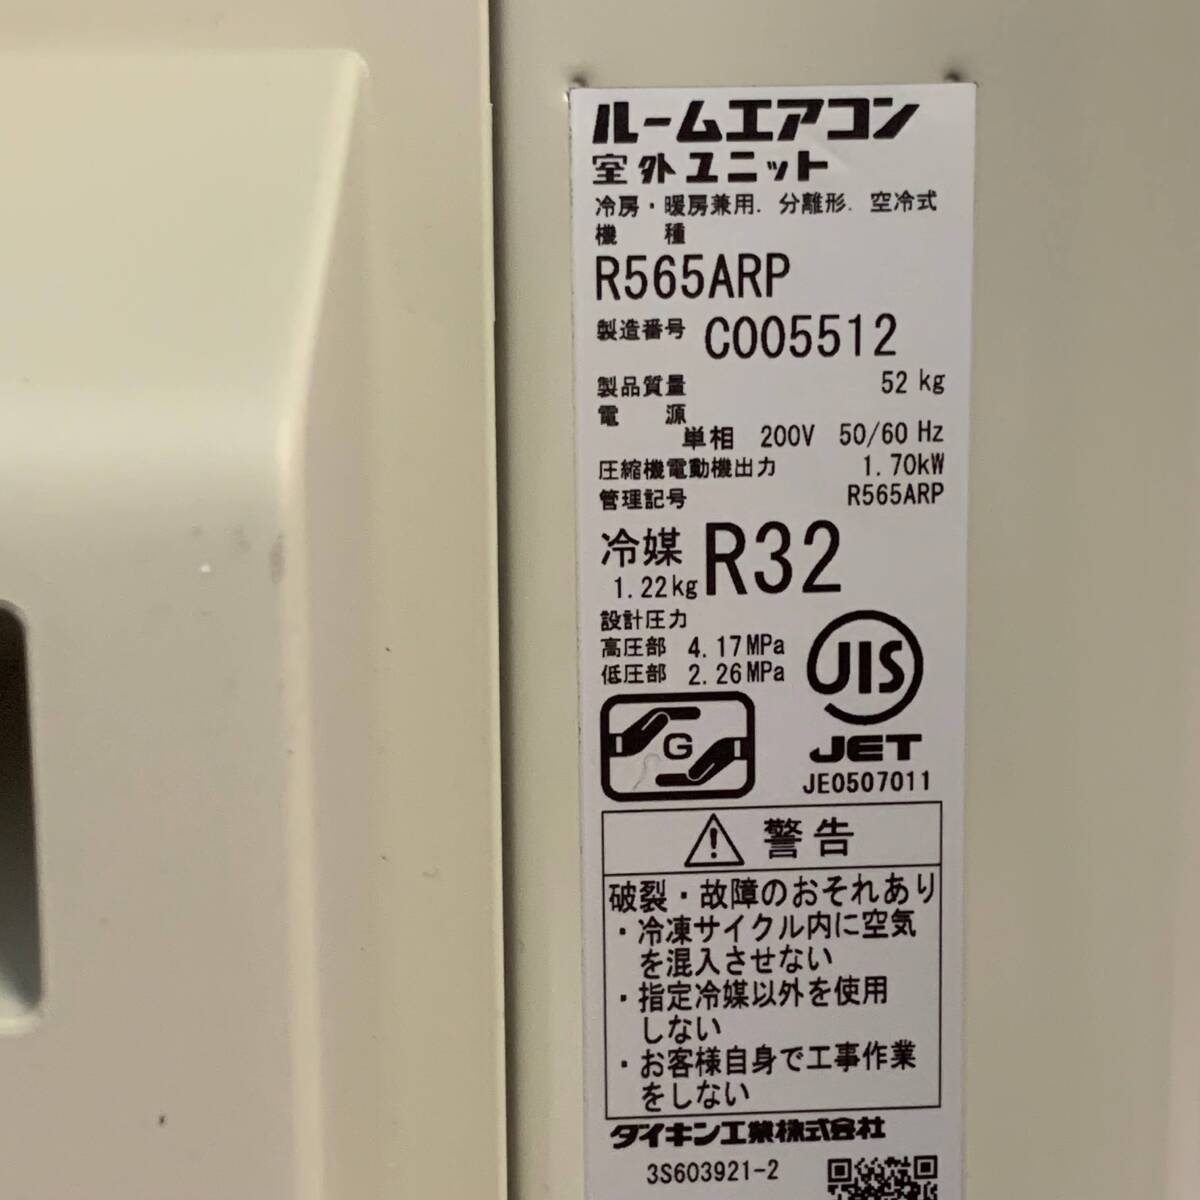 ルームエアコン
室外ユニット
冷房・暖房兼用. 分離形. 空冷式
機 種
R565ARP
製造番号 C005512
製品質量 52 kg
電 源
単相 200V 50/60 Hz
圧縮機電動機出力 1.70kW
管理記号 R565ARP
冷媒 R32
1.22kg
設計圧力
高圧部 4.17MPa
低圧部 2.26MPa
JIS
G
JET
JE0507011
警告
破裂・故障のおそれあり
・冷凍サイクル内に空気
を混入させない
・指定冷媒以外を使用
しない
・お客様自身で工事作業
をしない
ダイキン工業株式会社
3S603921-2